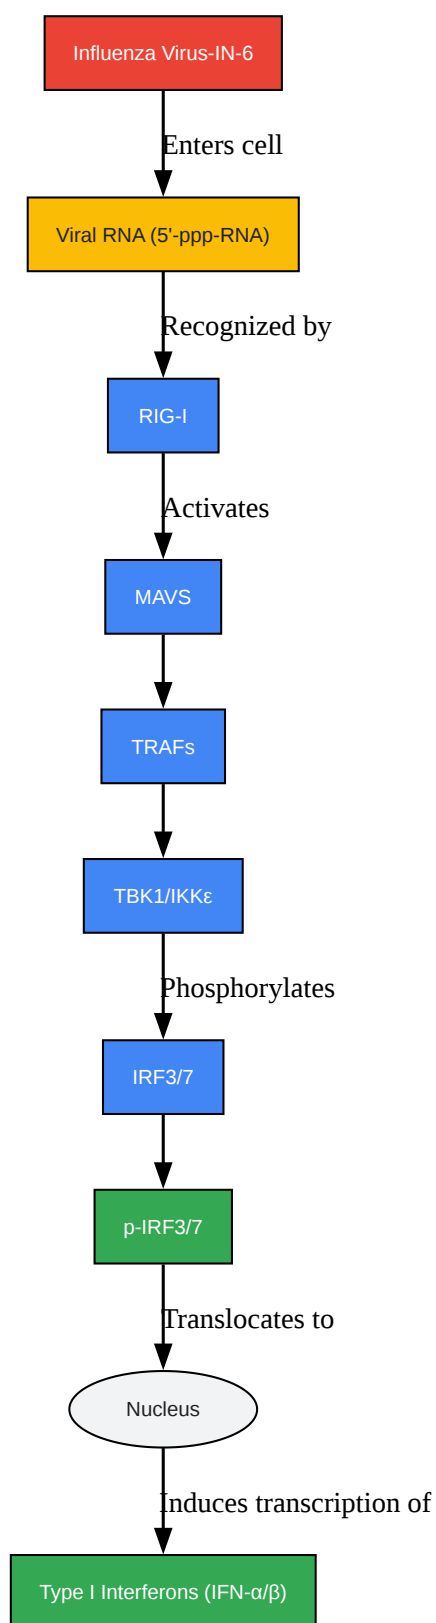 Influenza Virus-IN-6
Enters cell
Viral RNA (5'-ppp-RNA)
Recognized by
RIG-I
Activates
MAVS
TRAFs
TBK1/IKKε
Phosphorylates
IRF3/7
p-IRF3/7
Translocates to
Nucleus
Induces transcription of
Type I Interferons (IFN-α/β)